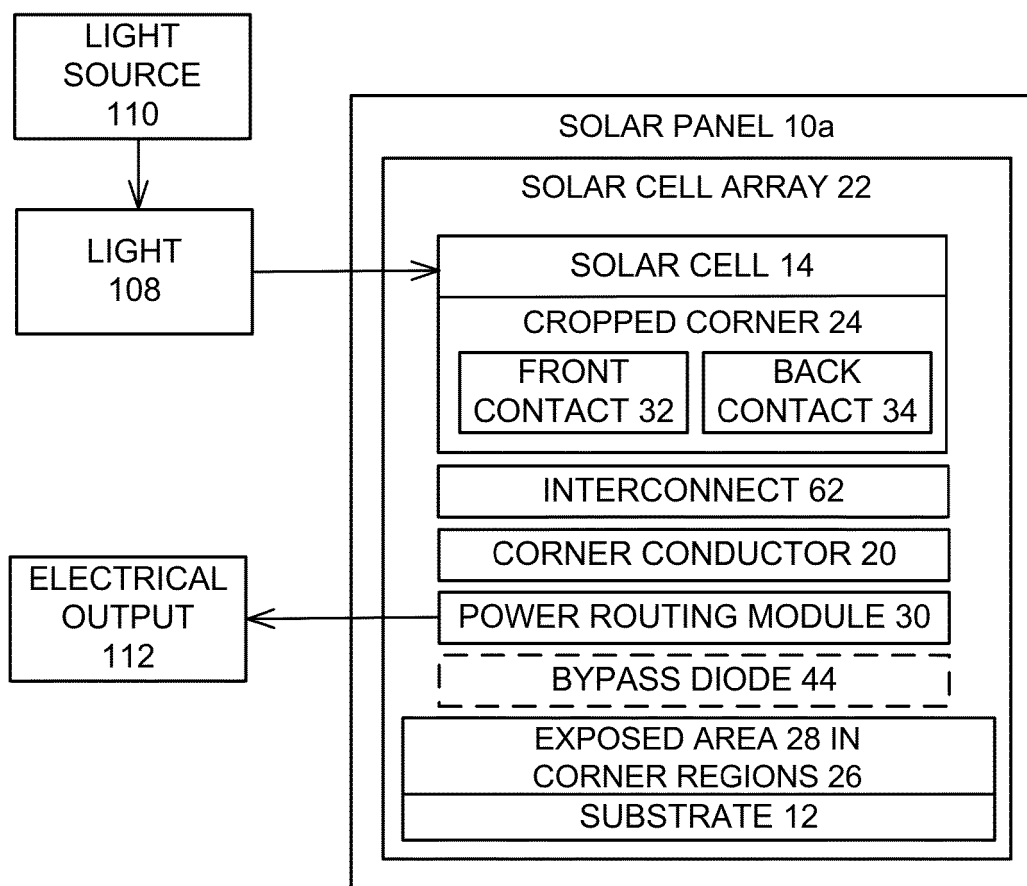 LIGHT
SOURCE
110
LIGHT
108
SOLAR PANEL 10a
SOLAR CELL ARRAY 22
SOLAR CELL 14
CROPPED CORNER 24
FRONT
CONTACT 32
BACK
CONTACT 34
INTERCONNECT 62
CORNER CONDUCTOR 20
POWER ROUTING MODULE 30
BYPASS DIODE 44
EXPOSED AREA 28 IN
CORNER REGIONS 26
SUBSTRATE 12
ELECTRICAL
OUTPUT
112